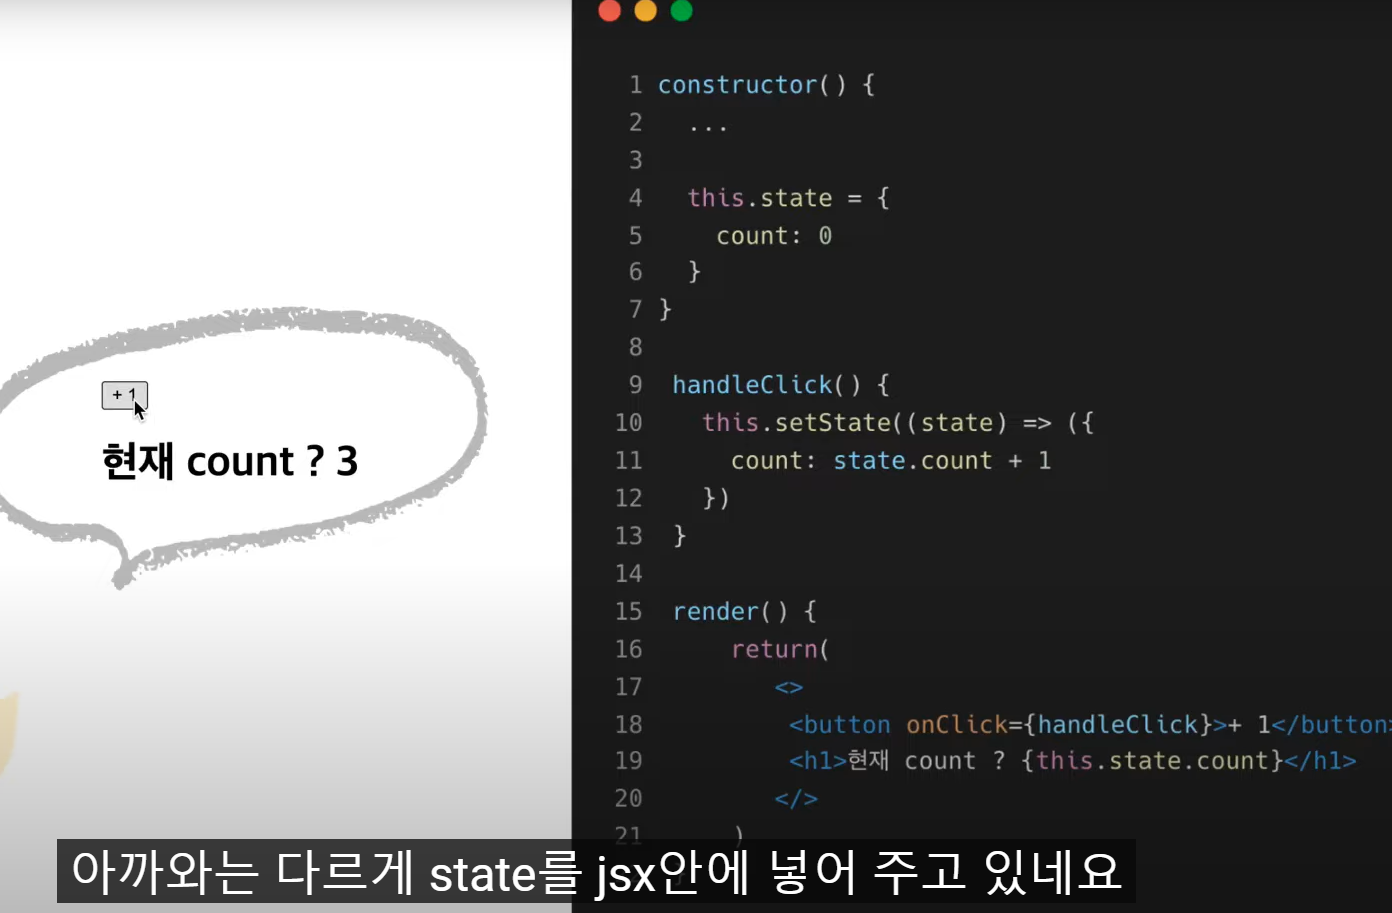 + 1
현재 count ? 3
1 constructor() {
2 ...
3
4 this.state = {
5 count: 0
6 }
7 }
8
9 handleClick() {
10 this.setState((state) => ({
11 count: state.count + 1
12 })
13 }
14
15 render() {
16 return(
17 <>
18 <button onClick={handleClick}>+ 1</button>
19 <h1>현재 count ? {this.state.count}</h1>
20 </>
21 )
아까와는 다르게 state를 jsx안에 넣어 주고 있네요